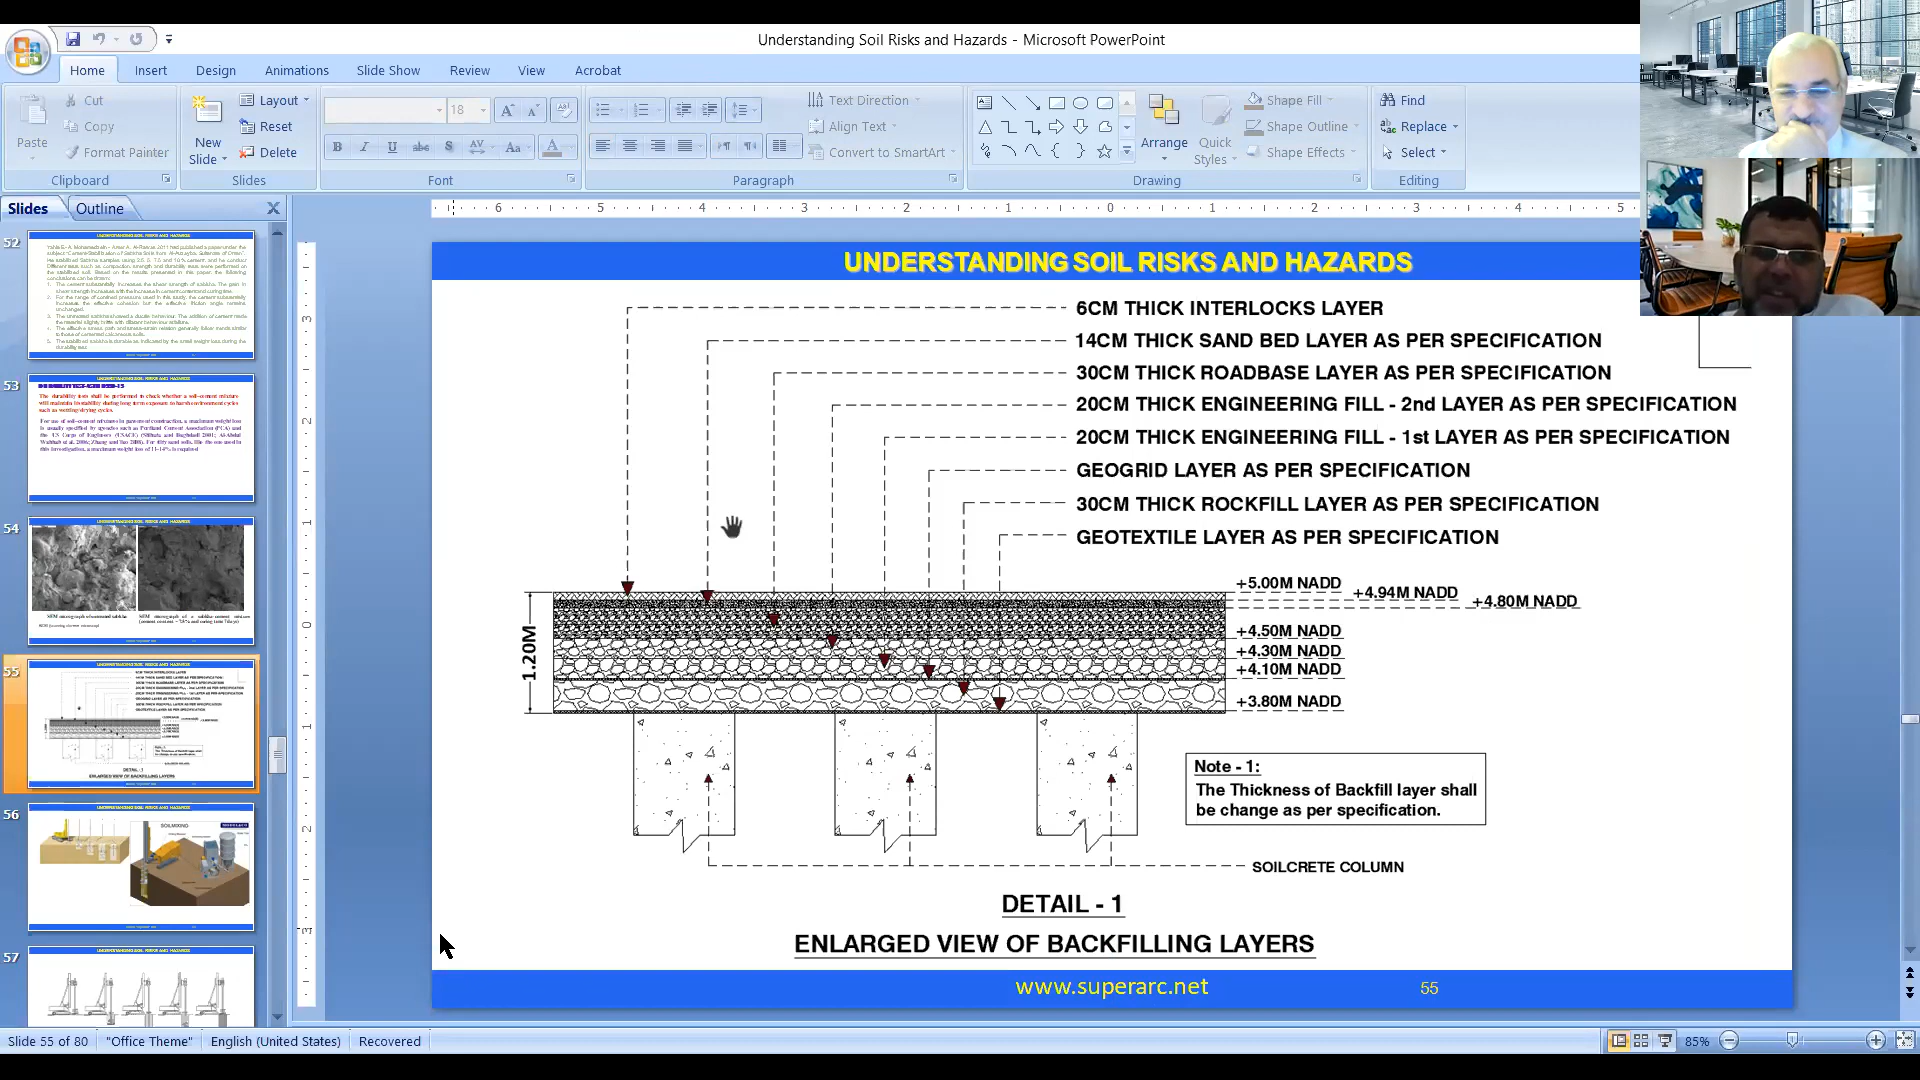 Understanding Soil Risks and Hazards - Microsoft PowerPoint
Home Insert Design Animations Slide Show Review View Acrobat
Paste
Cut
Copy
Format Painter
Clipboard
New Slide
Layout
Reset
Delete
Slides
18
Font
Text Direction
Align Text
Convert to SmartArt
Paragraph
Arrange
Quick Styles
Shape Fill
Shape Outline
Shape Effects
Drawing
Find
Replace
Select
Editing
Slides Outline
52
53
54
55
56
57
UNDERSTANDING SOIL RISKS AND HAZARDS
6CM THICK INTERLOCKS LAYER
14CM THICK SAND BED LAYER AS PER SPECIFICATION
30CM THICK ROADBASE LAYER AS PER SPECIFICATION
20CM THICK ENGINEERING FILL - 2nd LAYER AS PER SPECIFICATION
20CM THICK ENGINEERING FILL - 1st LAYER AS PER SPECIFICATION
GEOGRID LAYER AS PER SPECIFICATION
30CM THICK ROCKFILL LAYER AS PER SPECIFICATION
GEOTEXTILE LAYER AS PER SPECIFICATION
+5.00M NADD
+4.94M NADD
+4.80M NADD
+4.50M NADD
+4.30M NADD
+4.10M NADD
+3.80M NADD
1.20M
Note - 1:
The Thickness of Backfill layer shall
be change as per specification.
SOILCRETE COLUMN
DETAIL - 1
ENLARGED VIEW OF BACKFILLING LAYERS
www.superarc.net 55
Slide 55 of 80 "Office Theme" English (United States) Recovered 85%